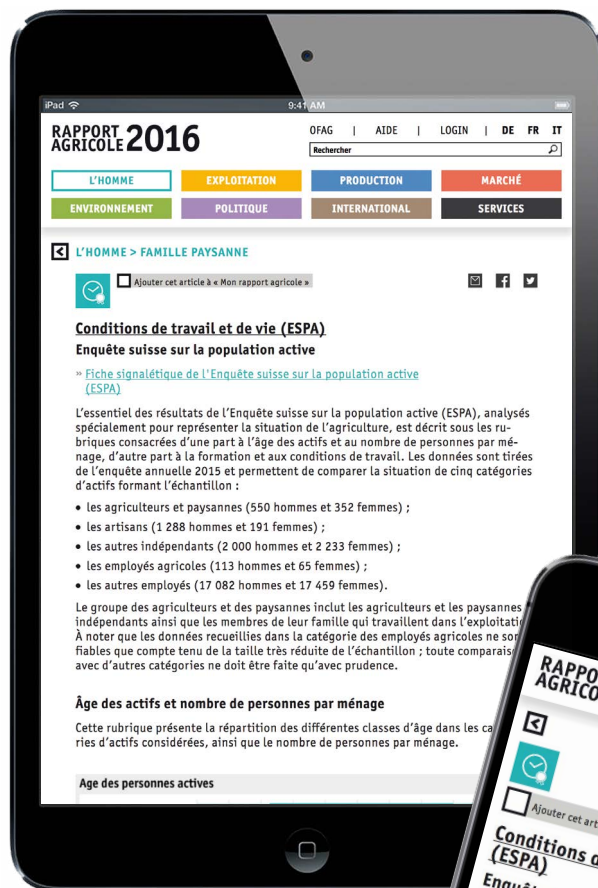 iPad 9:41 AM
RAPPORT AGRICOLE 2016
OFAG | AIDE | LOGIN | DE FR IT
Rechercher
L'HOMME EXPLOITATION PRODUCTION MARCHÉ
ENVIRONNEMENT POLITIQUE INTERNATIONAL SERVICES
L'HOMME > FAMILLE PAYSANNE
Ajouter cet article à « Mon rapport agricole »
Conditions de travail et de vie (ESPA)
Enquête suisse sur la population active
» Fiche signalétique de l'Enquête suisse sur la population active
(ESPA)
L'essentiel des résultats de l'Enquête suisse sur la population active (ESPA), analysés
spécialement pour représenter la situation de l'agriculture, est décrit sous les ru-
briques consacrées d'une part à l'âge des actifs et au nombre de personnes par mé-
nage, d'autre part à la formation et aux conditions de travail. Les données sont tirées
de l'enquête annuelle 2015 et permettent de comparer la situation de cinq catégories
d'actifs formant l'échantillon :
• les agriculteurs et paysannes (550 hommes et 352 femmes) ;
• les artisans (1 288 hommes et 191 femmes) ;
• les autres indépendants (2 000 hommes et 2 233 femmes) ;
• les employés agricoles (113 hommes et 65 femmes) ;
• les autres employés (17 082 hommes et 17 459 femmes).
Le groupe des agriculteurs et des paysannes inclut les agriculteurs et les paysannes
indépendants ainsi que les membres de leur famille qui travaillent dans l'exploitati
À noter que les données recueillies dans la catégorie des employés agricoles ne son
fiables que compte tenu de la taille très réduite de l'échantillon ; toute comparais
avec d'autres catégories ne doit être faite qu'avec prudence.
Âge des actifs et nombre de personnes par ménage
Cette rubrique présente la répartition des différentes classes d'âge dans les ca
ries d'actifs considérées, ainsi que le nombre de personnes par ménage.
Age des personnes actives
RAPPO
AGRICO
Ajouter cet art
Conditions d
(ESPA)
Enquê